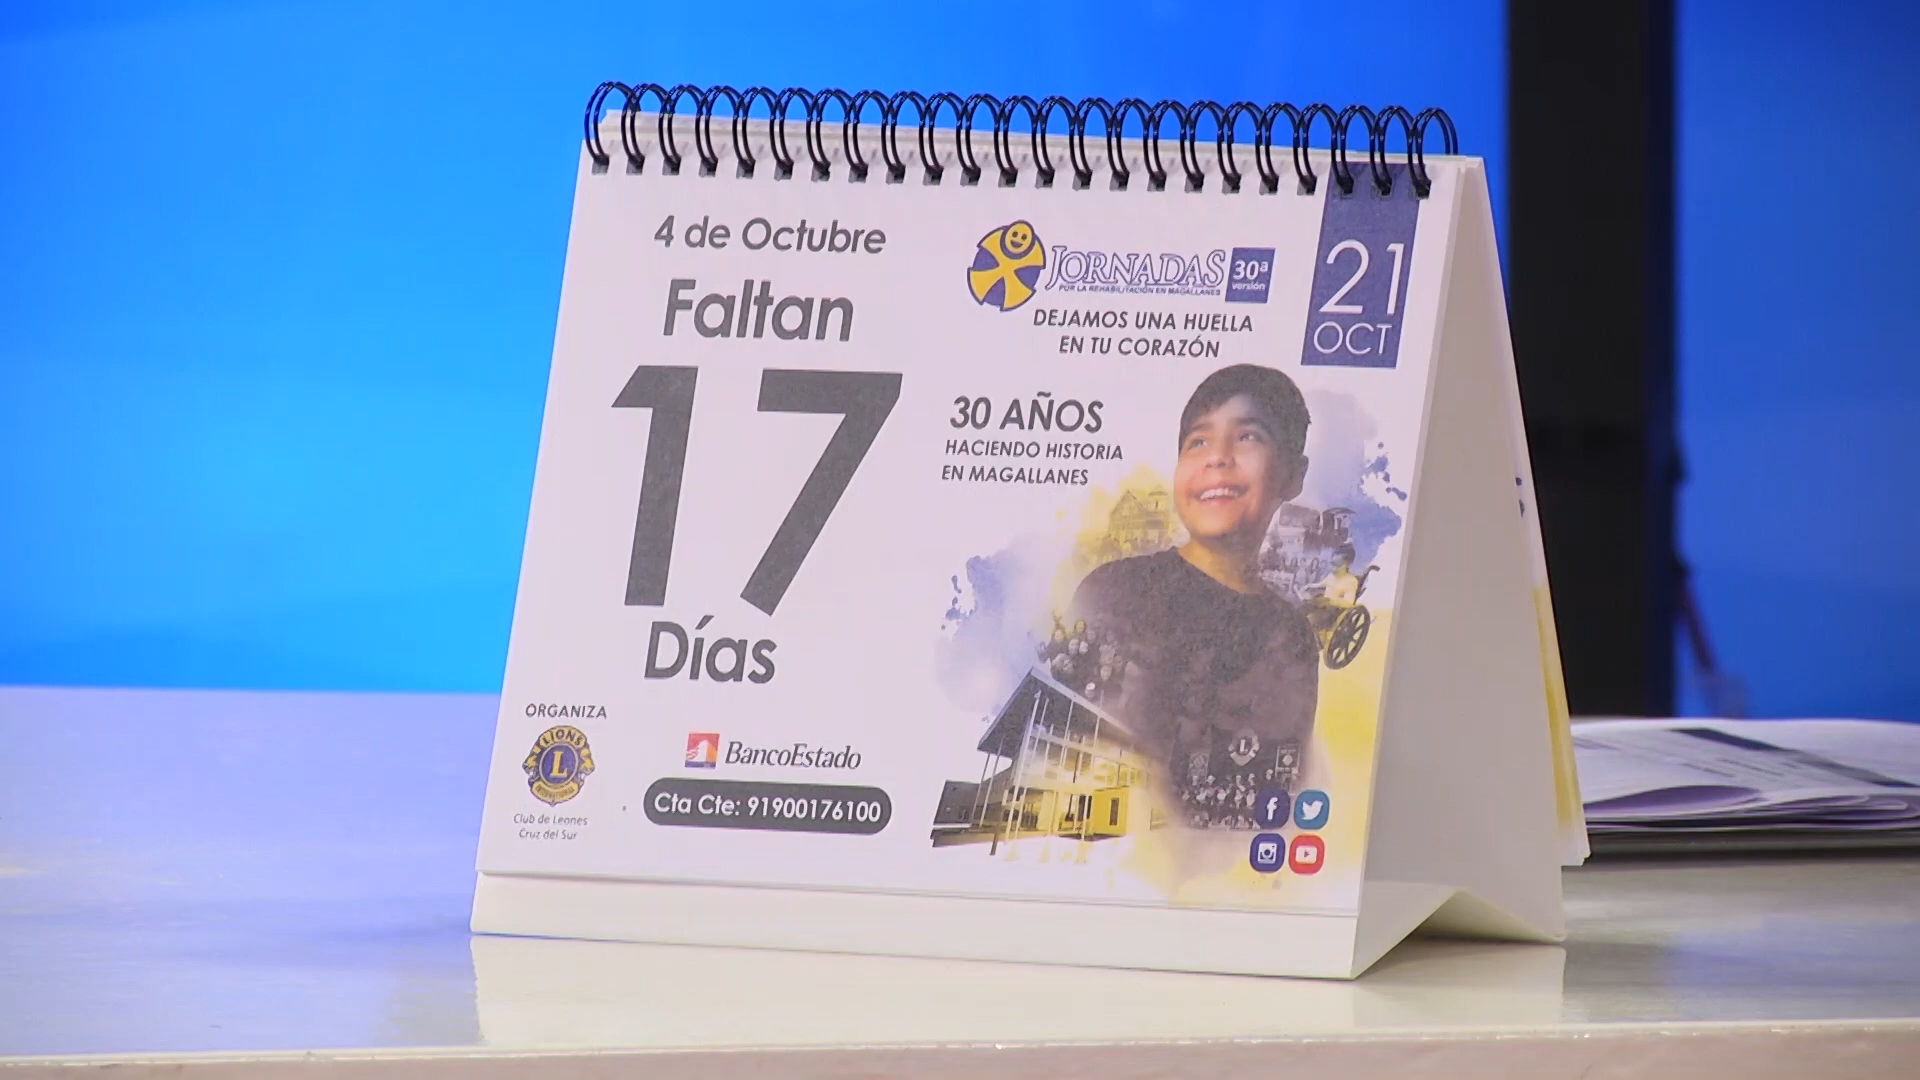 4 de Octubre
Faltan
17
Días
ORGANIZA
LIONS
L
INTERNATIONAL
Club de Leones
Cruz del Sur
BancoEstado
Cta Cte: 91900176100
JORNADAS
POR LA REHABILITACIÓN EN MAGALLANES
30ª
versión
DEJAMOS UNA HUELLA
EN TU CORAZÓN
21
OCT
30 AÑOS
HACIENDO HISTORIA
EN MAGALLANES